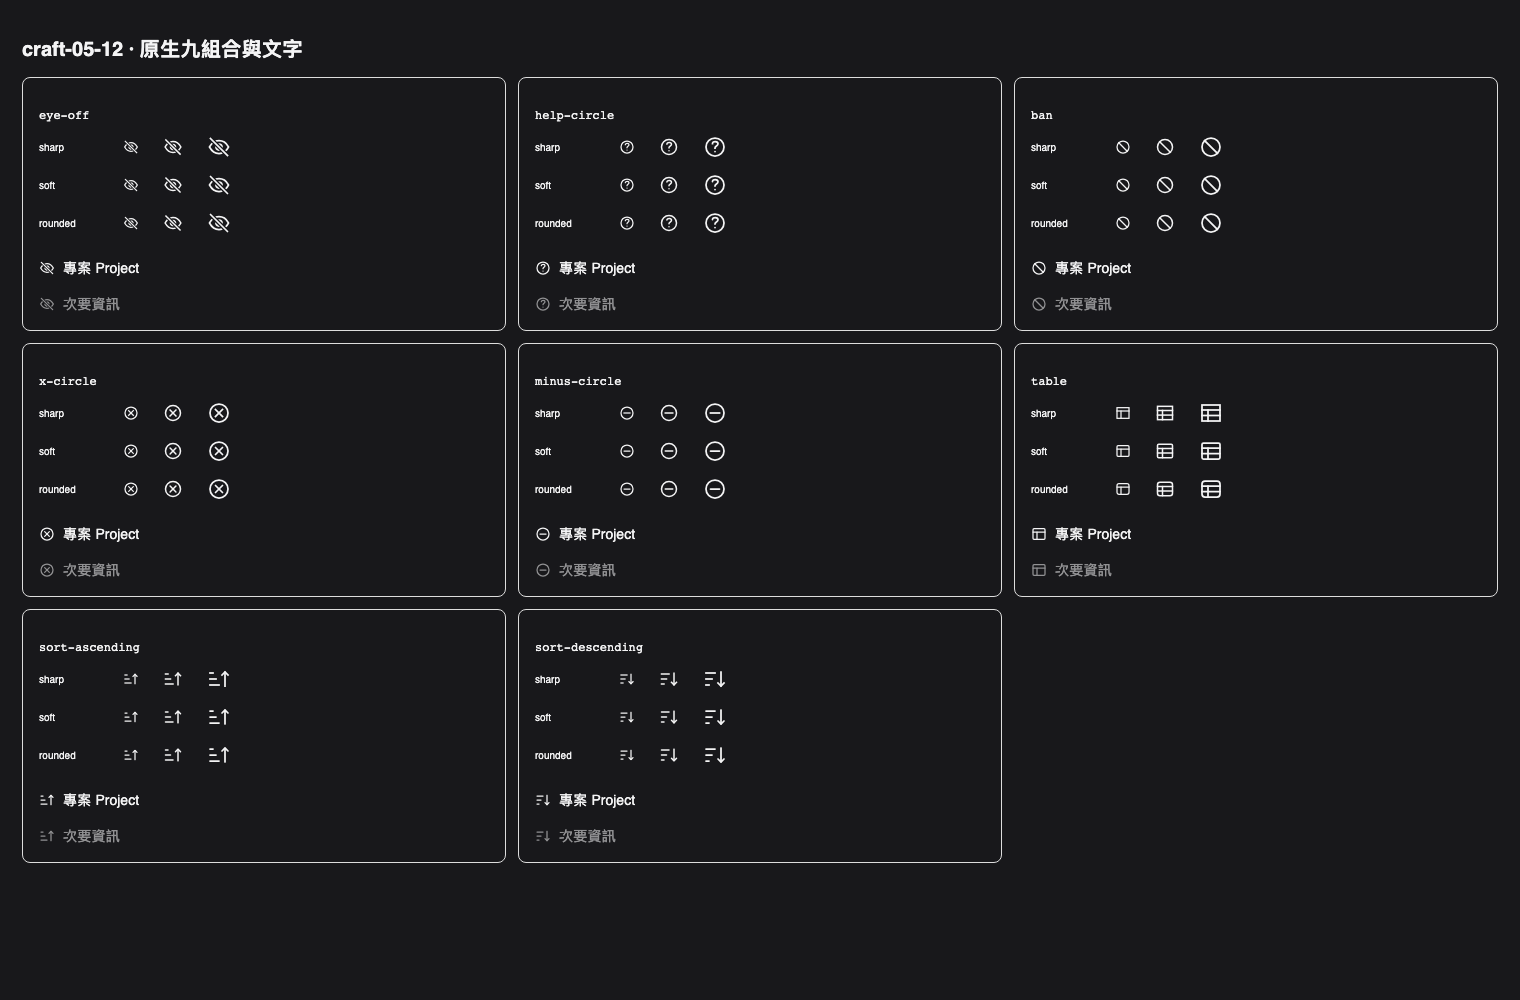 craft-05-12 · 原生九組合與文字
eye-off
sharp
soft
rounded
專案 Project
次要資訊
help-circle
sharp
soft
rounded
專案 Project
次要資訊
ban
sharp
soft
rounded
專案 Project
次要資訊
x-circle
sharp
soft
rounded
專案 Project
次要資訊
minus-circle
sharp
soft
rounded
專案 Project
次要資訊
table
sharp
soft
rounded
專案 Project
次要資訊
sort-ascending
sharp
soft
rounded
專案 Project
次要資訊
sort-descending
sharp
soft
rounded
專案 Project
次要資訊